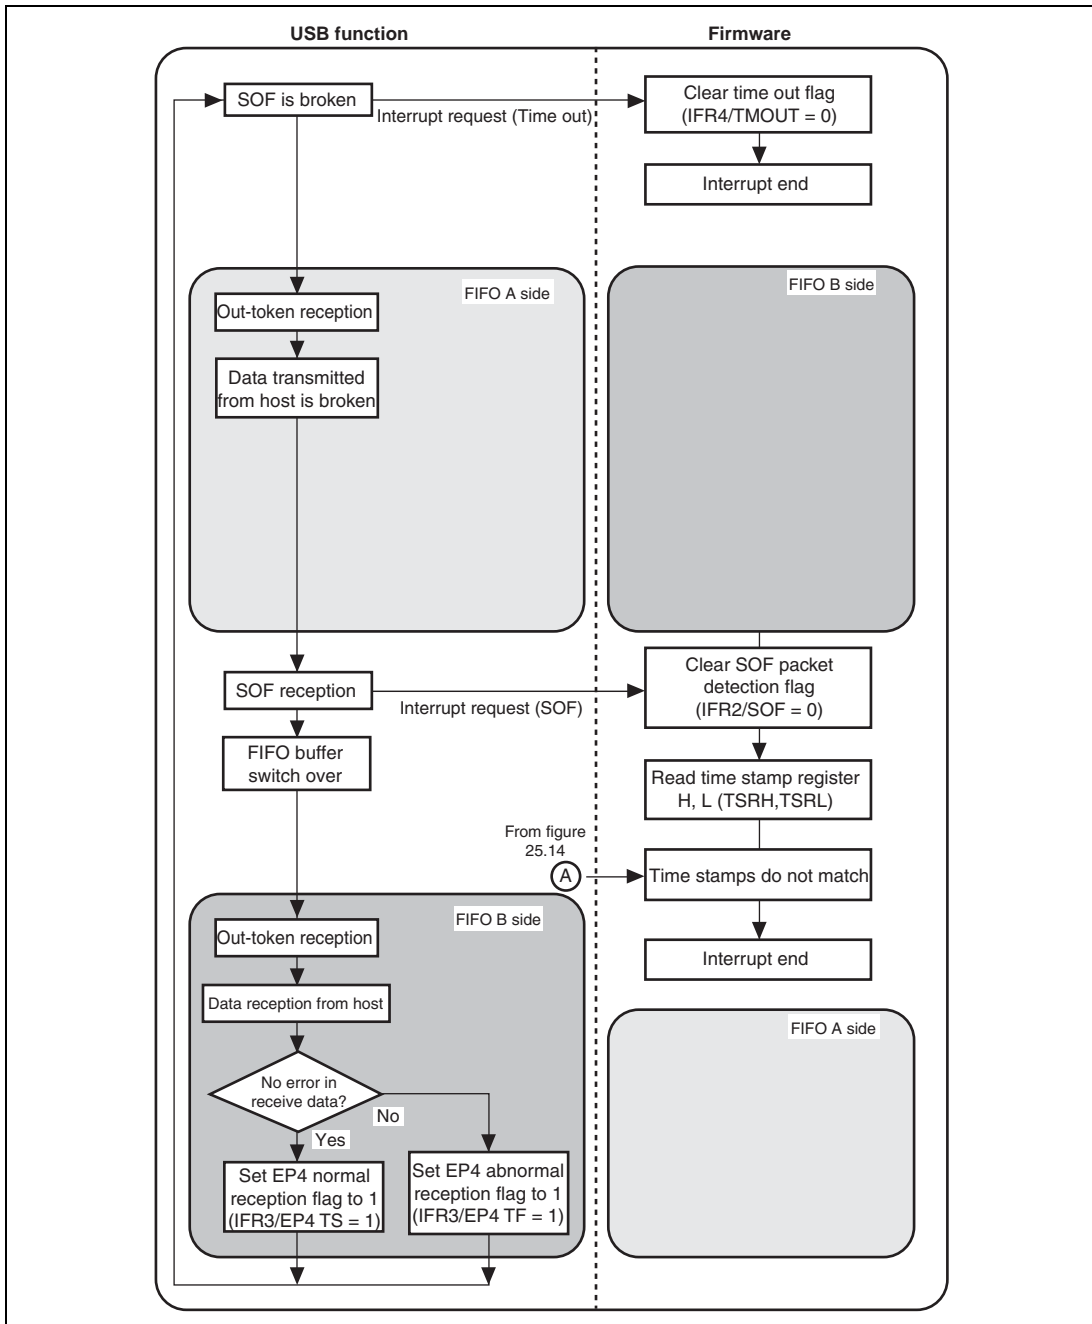 USB function
Firmware
SOF is broken
Interrupt request (Time out)
Clear time out flag
(IFR4/TMOUT = 0)
Interrupt end
FIFO A side
Out-token reception
Data transmitted
from host is broken
FIFO B side
SOF reception
Interrupt request (SOF)
Clear SOF packet
detection flag
(IFR2/SOF = 0)
FIFO buffer
switch over
Read time stamp register
H, L (TSRH,TSRL)
From figure
25.14
A
Time stamps do not match
Interrupt end
FIFO B side
Out-token reception
Data reception from host
No error in
receive data?
No
Yes
Set EP4 normal
reception flag to 1
(IFR3/EP4 TS = 1)
Set EP4 abnormal
reception flag to 1
(IFR3/EP4 TF = 1)
FIFO A side